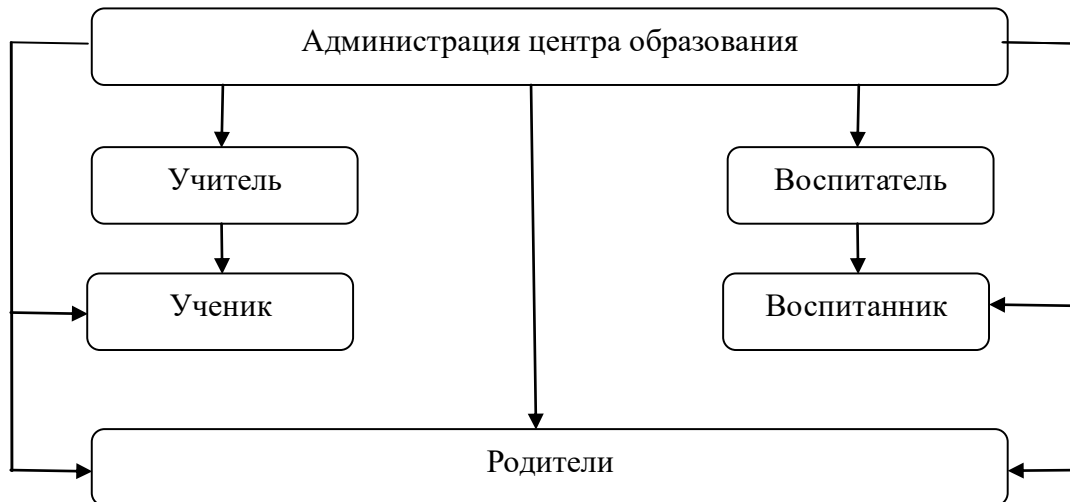 Администрация центра образования
Учитель
Воспитатель
Ученик
Воспитанник
Родители